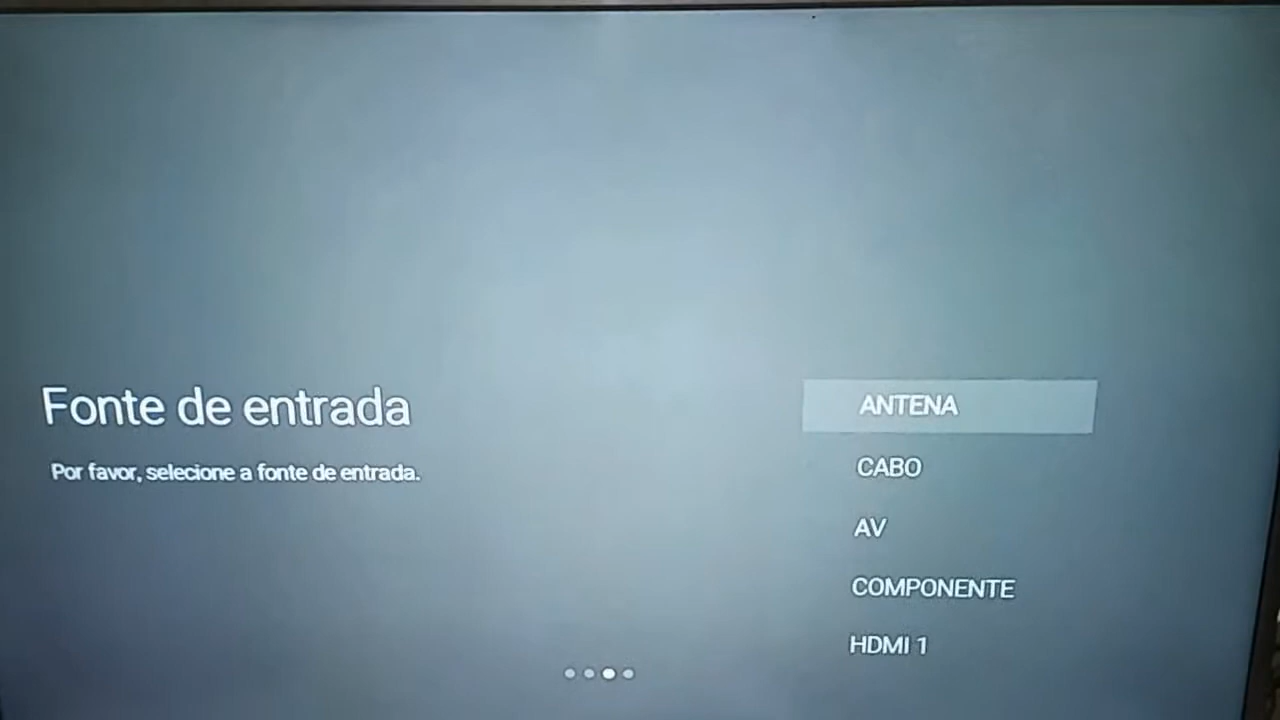 Fonte de entrada
Por favor, selecione a fonte de entrada.
ANTENA
CABO
AV
COMPONENTE
HDMI 1